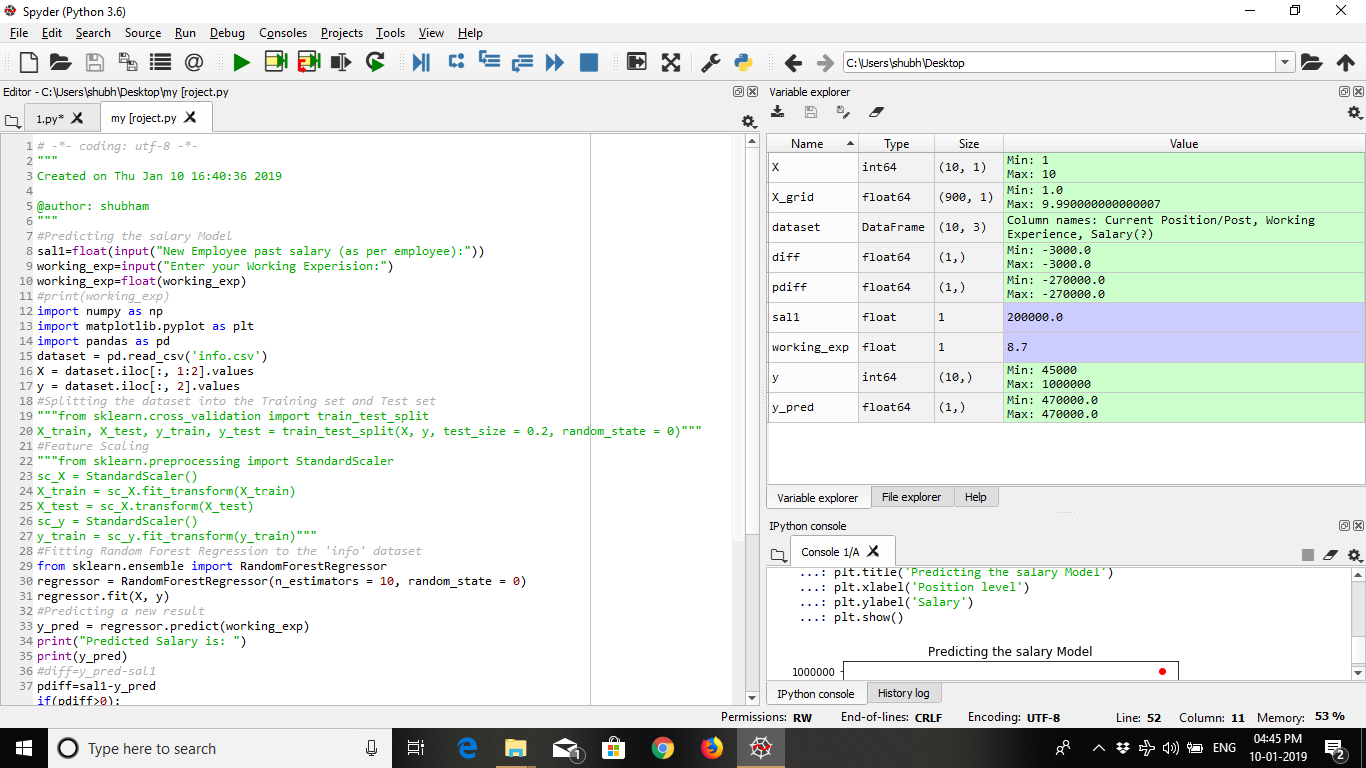 Spyder (Python 3.6)
File Edit Search Source Run Debug Consoles Projects Tools View Help
C:\Users\shubh\Desktop
Editor - C:\Users\shubh\Desktop\my [roject.py
1.py* my [roject.py
1 # -*- coding: utf-8 -*-
2 """
3 Created on Thu Jan 10 16:40:36 2019
4
5 @author: shubham
6 """
7 #Predicting the salary Model
8 sal1=float(input("New Employee past salary (as per employee):"))
9 working_exp=input("Enter your Working Experision:")
10 working_exp=float(working_exp)
11 #print(working_exp)
12 import numpy as np
13 import matplotlib.pyplot as plt
14 import pandas as pd
15 dataset = pd.read_csv('info.csv')
16 X = dataset.iloc[:, 1:2].values
17 y = dataset.iloc[:, 2].values
18 #Splitting the dataset into the Training set and Test set
19 """from sklearn.cross_validation import train_test_split
20 X_train, X_test, y_train, y_test = train_test_split(X, y, test_size = 0.2, random_state = 0)"""
21 #Feature Scaling
22 """from sklearn.preprocessing import StandardScaler
23 sc_X = StandardScaler()
24 X_train = sc_X.fit_transform(X_train)
25 X_test = sc_X.transform(X_test)
26 sc_y = StandardScaler()
27 y_train = sc_y.fit_transform(y_train)"""
28 #Fitting Random Forest Regression to the 'info' dataset
29 from sklearn.ensemble import RandomForestRegressor
30 regressor = RandomForestRegressor(n_estimators = 10, random_state = 0)
31 regressor.fit(X, y)
32 #Predicting a new result
33 y_pred = regressor.predict(working_exp)
34 print("Predicted Salary is: ")
35 print(y_pred)
36 #diff=y_pred-sal1
37 pdiff=sal1-y_pred
if(pdiff>0):
Variable explorer
Name Type Size Value
X int64 (10, 1) Min: 1
Max: 10
X_grid float64 (900, 1) Min: 1.0
Max: 9.990000000000007
dataset DataFrame (10, 3) Column names: Current Position/Post, Working
Experience, Salary(?)
diff float64 (1,) Min: -3000.0
Max: -3000.0
pdiff float64 (1,) Min: -270000.0
Max: -270000.0
sal1 float 1 200000.0
working_exp float 1 8.7
y int64 (10,) Min: 45000
Max: 1000000
y_pred float64 (1,) Min: 470000.0
Max: 470000.0
Variable explorer File explorer Help
IPython console
Console 1/A
...: plt.title('Predicting the salary Model')
...: plt.xlabel('Position level')
...: plt.ylabel('Salary')
...: plt.show()
Predicting the salary Model
1000000
IPython console History log
Permissions: RW End-of-lines: CRLF Encoding: UTF-8 Line: 52 Column: 11 Memory: 53 %
Type here to search
1
ENG
04:45 PM
10-01-2019
2